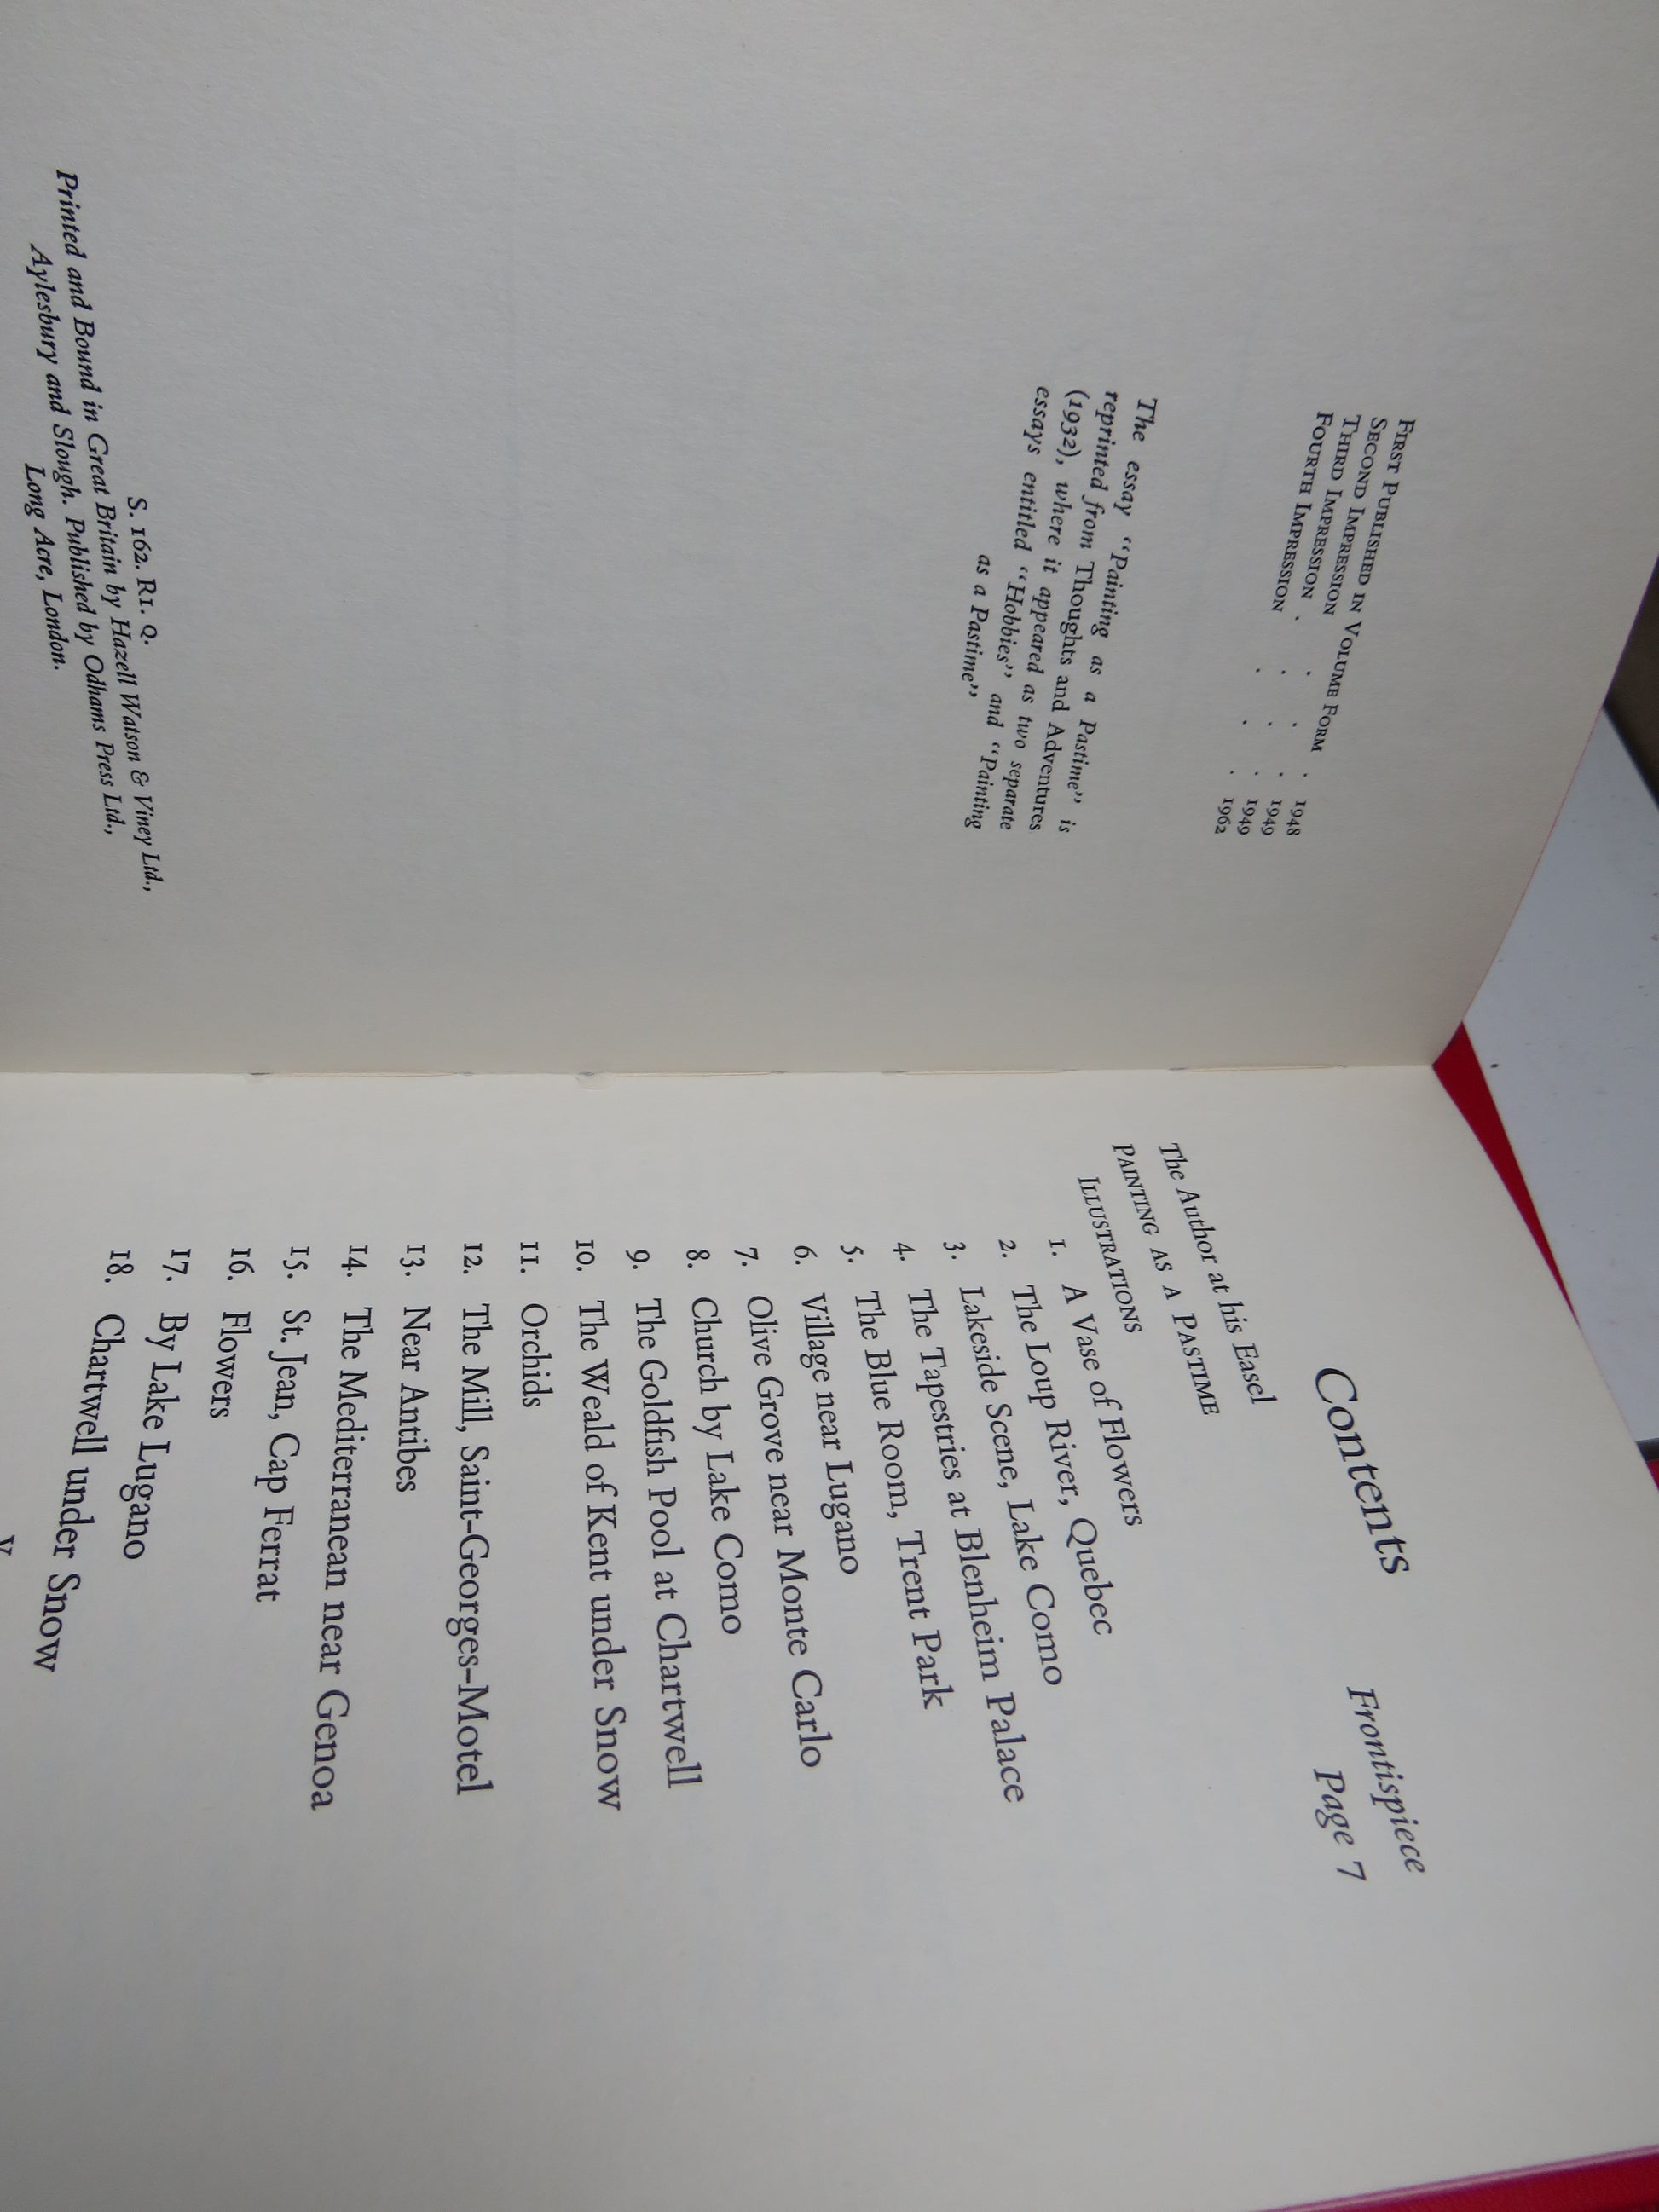 First Published in Volume Form . 1948
Second Impression . . . 1949
Third Impression . . . 1949
Fourth Impression . . . 1962
The essay “Painting as a Pastime” is
reprinted from Thoughts and Adventures
(1932), where it appeared as two separate
essays entitled “Hobbies” and “Painting
as a Pastime”
S. 162. R1. Q.
Printed and Bound in Great Britain by Hazell Watson & Viney Ltd.,
Aylesbury and Slough. Published by Odhams Press Ltd.,
Long Acre, London.
Contents
The Author at his Easel Frontispiece
Painting as a Pastime Page 7
Illustrations
1. A Vase of Flowers
2. The Loup River, Quebec
3. Lakeside Scene, Lake Como
4. The Tapestries at Blenheim Palace
5. The Blue Room, Trent Park
6. Village near Lugano
7. Olive Grove near Monte Carlo
8. Church by Lake Como
9. The Goldfish Pool at Chartwell
10. The Weald of Kent under Snow
11. Orchids
12. The Mill, Saint-Georges-Motel
13. Near Antibes
14. The Mediterranean near Genoa
15. St. Jean, Cap Ferrat
16. Flowers
17. By Lake Lugano
18. Chartwell under Snow